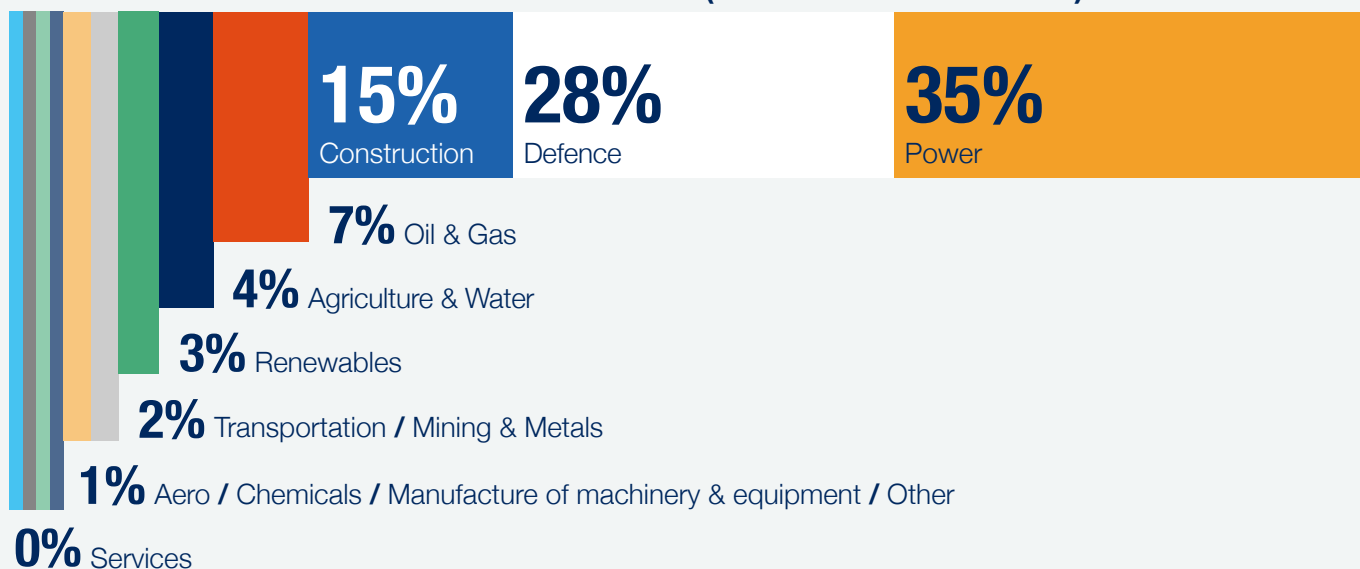 15%
Construction
28%
Defence
35%
Power
7% Oil & Gas
4% Agriculture & Water
3% Renewables
2% Transportation / Mining & Metals
1% Aero / Chemicals / Manufacture of machinery & equipment / Other
0% Services